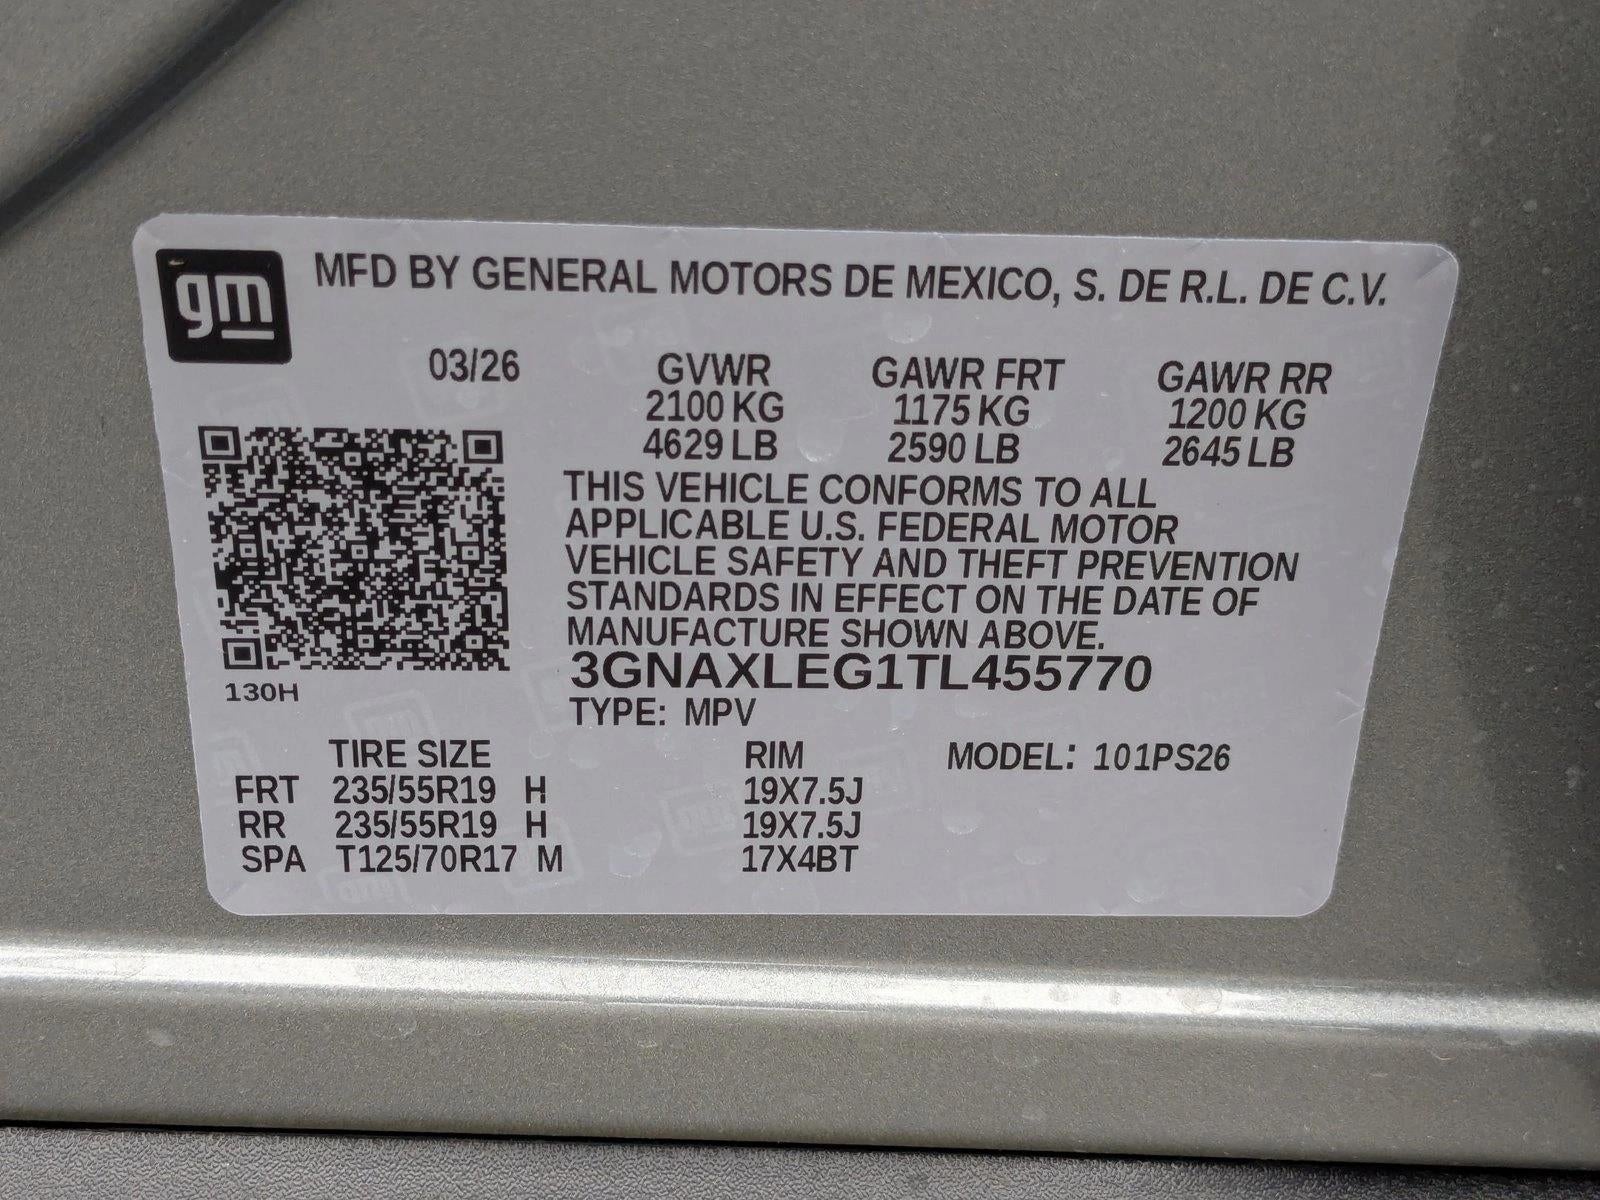 gm
MFD BY GENERAL MOTORS DE MEXICO, S. DE R.L. DE C.V.
03/26 GVWR GAWR FRT GAWR RR
2100 KG 1175 KG 1200 KG
4629 LB 2590 LB 2645 LB
THIS VEHICLE CONFORMS TO ALL
APPLICABLE U.S. FEDERAL MOTOR
VEHICLE SAFETY AND THEFT PREVENTION
STANDARDS IN EFFECT ON THE DATE OF
MANUFACTURE SHOWN ABOVE.
3GNAXLEG1TL455770
130H
TYPE: MPV
TIRE SIZE RIM MODEL: 101PS26
FRT 235/55R19 H 19X7.5J
RR 235/55R19 H 19X7.5J
SPA T125/70R17 M 17X4BT